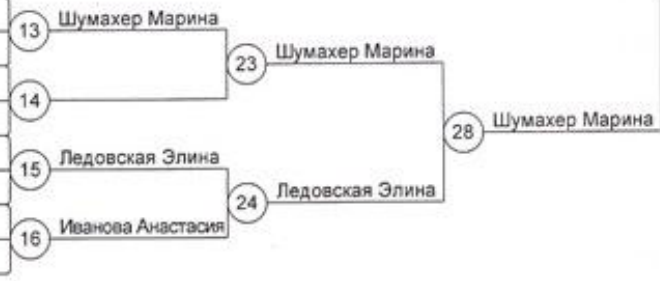 13 Шумахер Марина
23 Шумахер Марина
14
28 Шумахер Марина
15 Ледовская Элина
24 Ледовская Элина
16 Иванова Анастасия